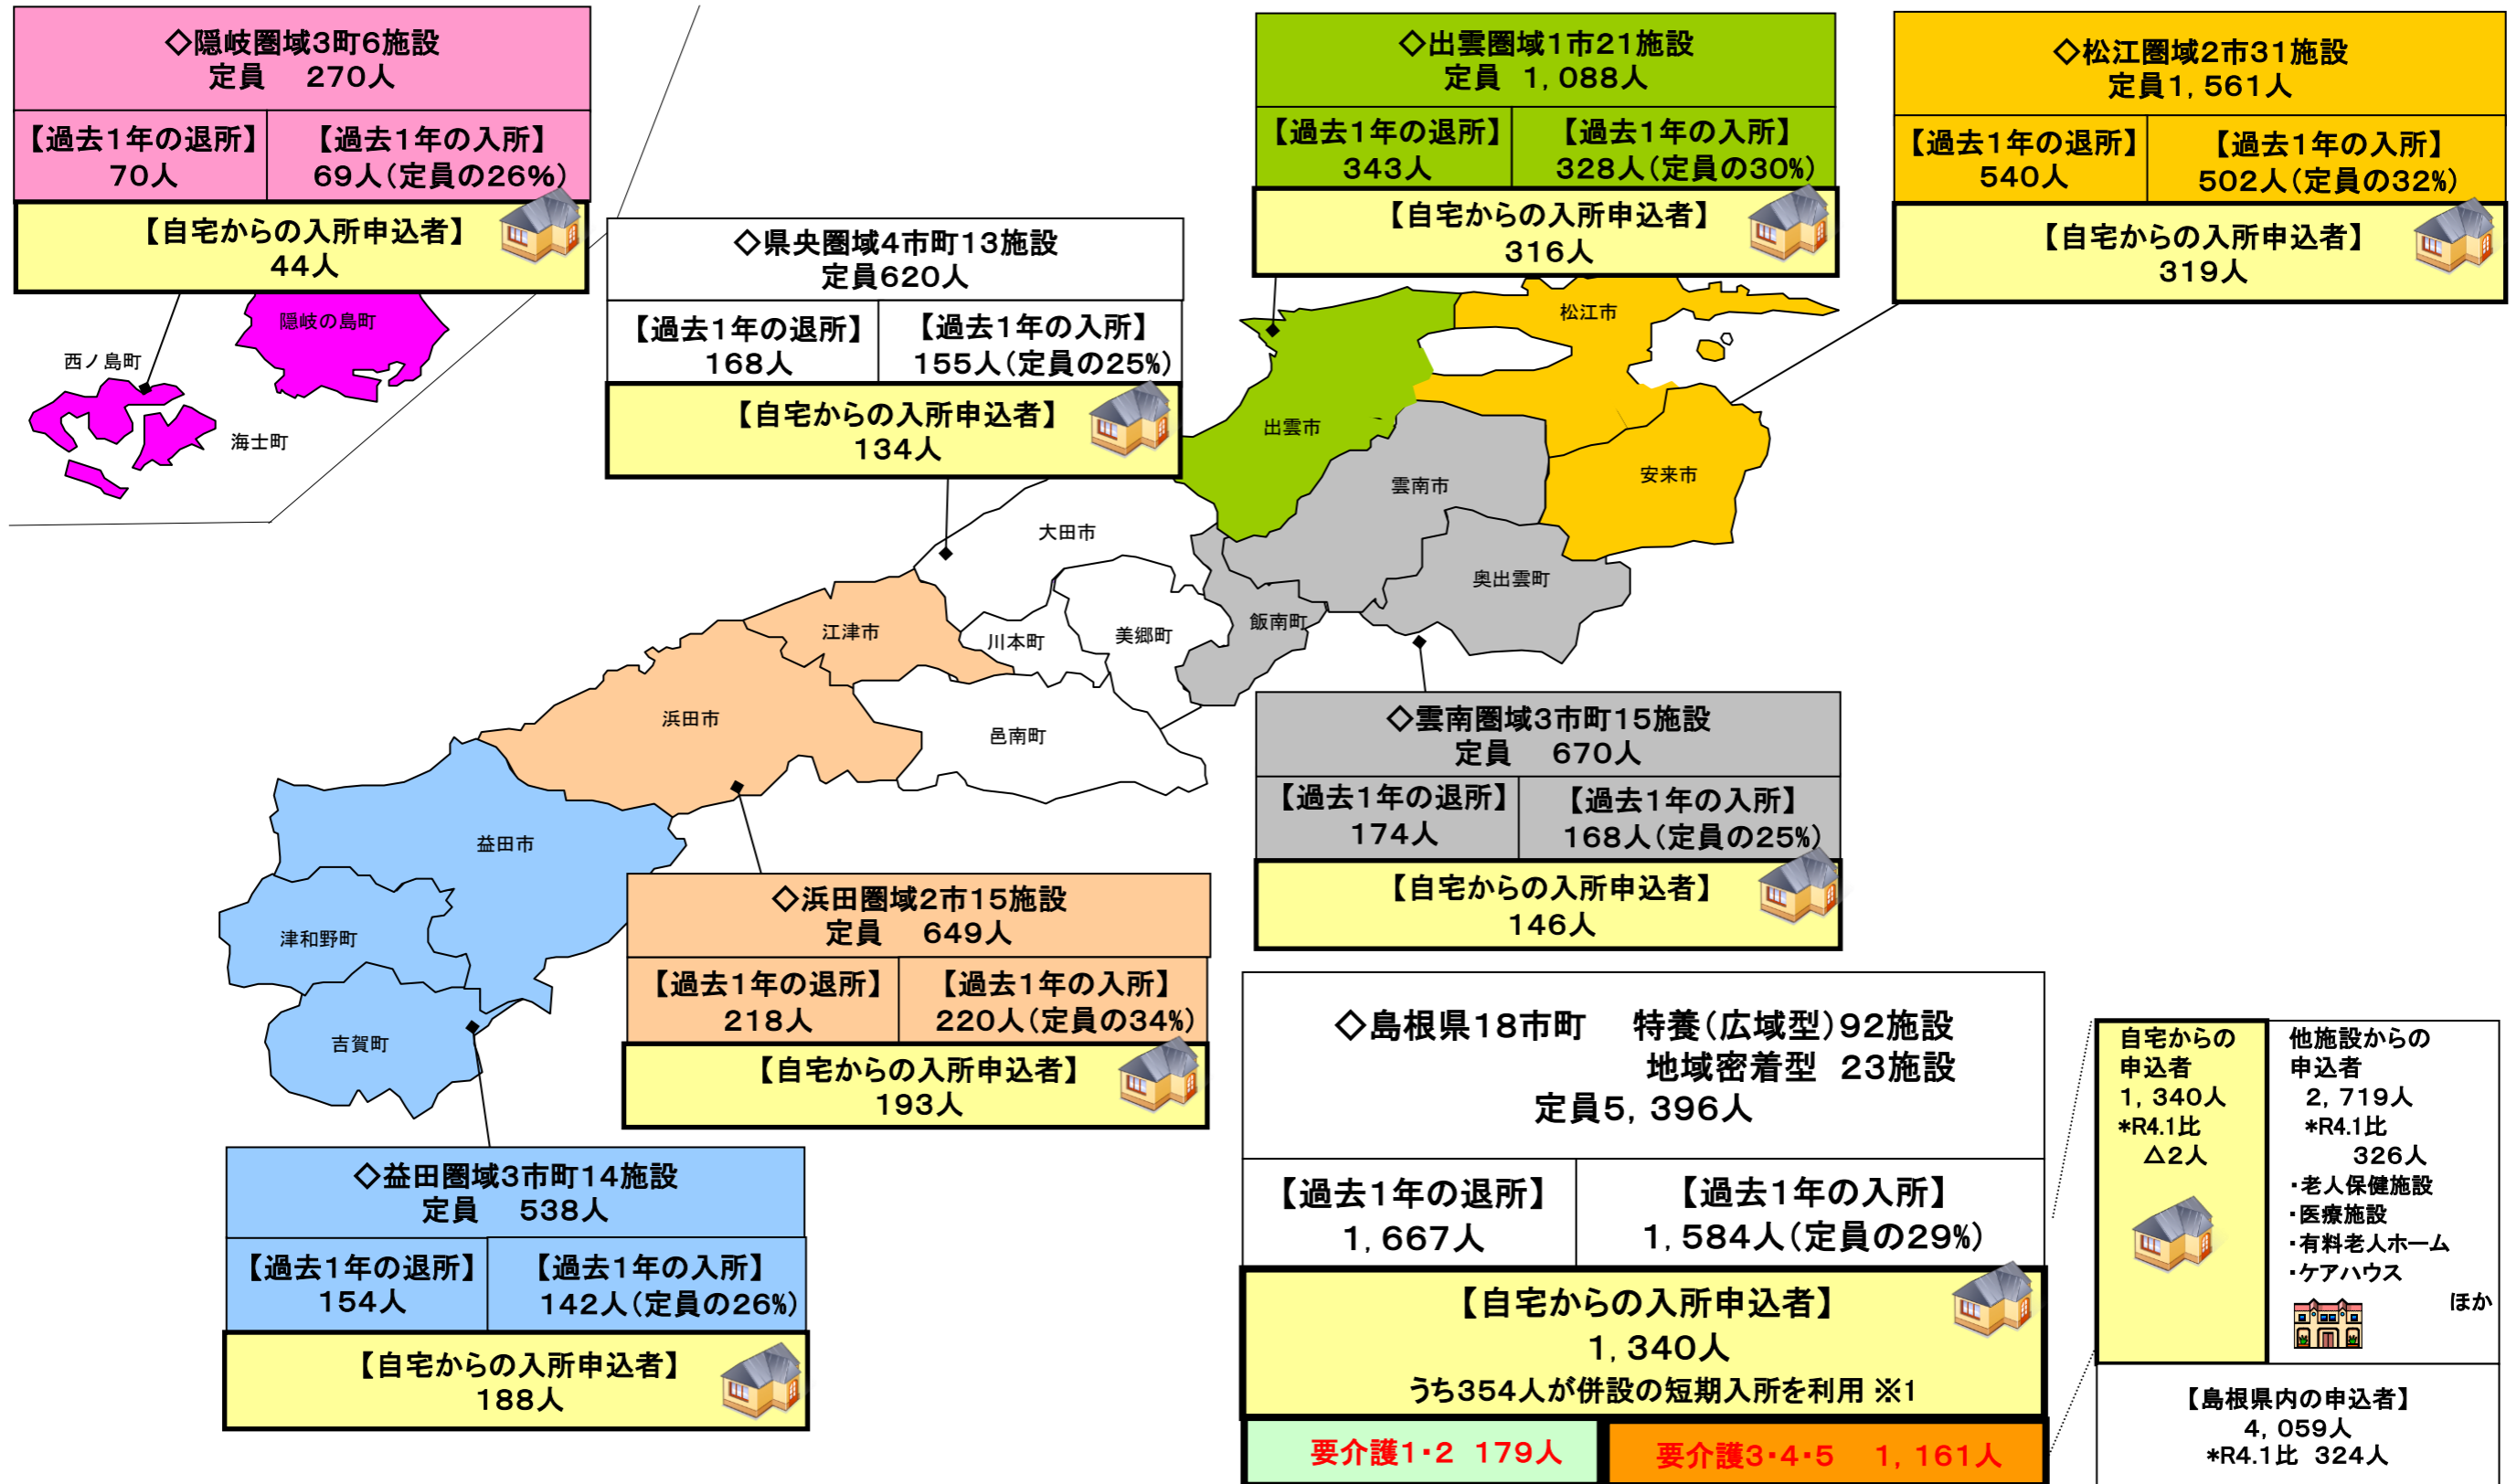 ◇隠岐圏域3町6施設
定員　270人
【過去1年の退所】
70人
【過去1年の入所】
69人(定員の26%)
【自宅からの入所申込者】
44人
◇出雲圏域1市21施設
定員 1,088人
【過去1年の退所】
343人
【過去1年の入所】
328人(定員の30%)
【自宅からの入所申込者】
316人
◇松江圏域2市31施設
定員1,561人
【過去1年の退所】
540人
【過去1年の入所】
502人(定員の32%)
【自宅からの入所申込者】
319人
◇県央圏域4市町13施設
定員620人
【過去1年の退所】
168人
【過去1年の入所】
155人(定員の25%)
【自宅からの入所申込者】
134人
隠岐の島町
西ノ島町
海士町
松江市
出雲市
安来市
雲南市
大田市
奥出雲町
飯南町
江津市
川本町
美郷町
浜田市
邑南町
益田市
津和野町
吉賀町
◇雲南圏域3市町15施設
定員　670人
【過去1年の退所】
174人
【過去1年の入所】
168人(定員の25%)
【自宅からの入所申込者】
146人
◇浜田圏域2市15施設
定員　649人
【過去1年の退所】
218人
【過去1年の入所】
220人(定員の34%)
【自宅からの入所申込者】
193人
◇益田圏域3市町14施設
定員　538人
【過去1年の退所】
154人
【過去1年の入所】
142人(定員の26%)
【自宅からの入所申込者】
188人
◇島根県18市町　特養(広域型)92施設
地域密着型 23施設
定員5,396人
【過去1年の退所】
1,667人
【過去1年の入所】
1,584人(定員の29%)
【自宅からの入所申込者】
1,340人
うち354人が併設の短期入所を利用 ※1
要介護1・2 179人
要介護3・4・5　1,161人
自宅からの
申込者
1,340人
*R4.1比
△2人
他施設からの
申込者
2,719人
*R4.1比
326人
・老人保健施設
・医療施設
・有料老人ホーム
・ケアハウス
ほか
【島根県内の申込者】
4,059人
*R4.1比 324人